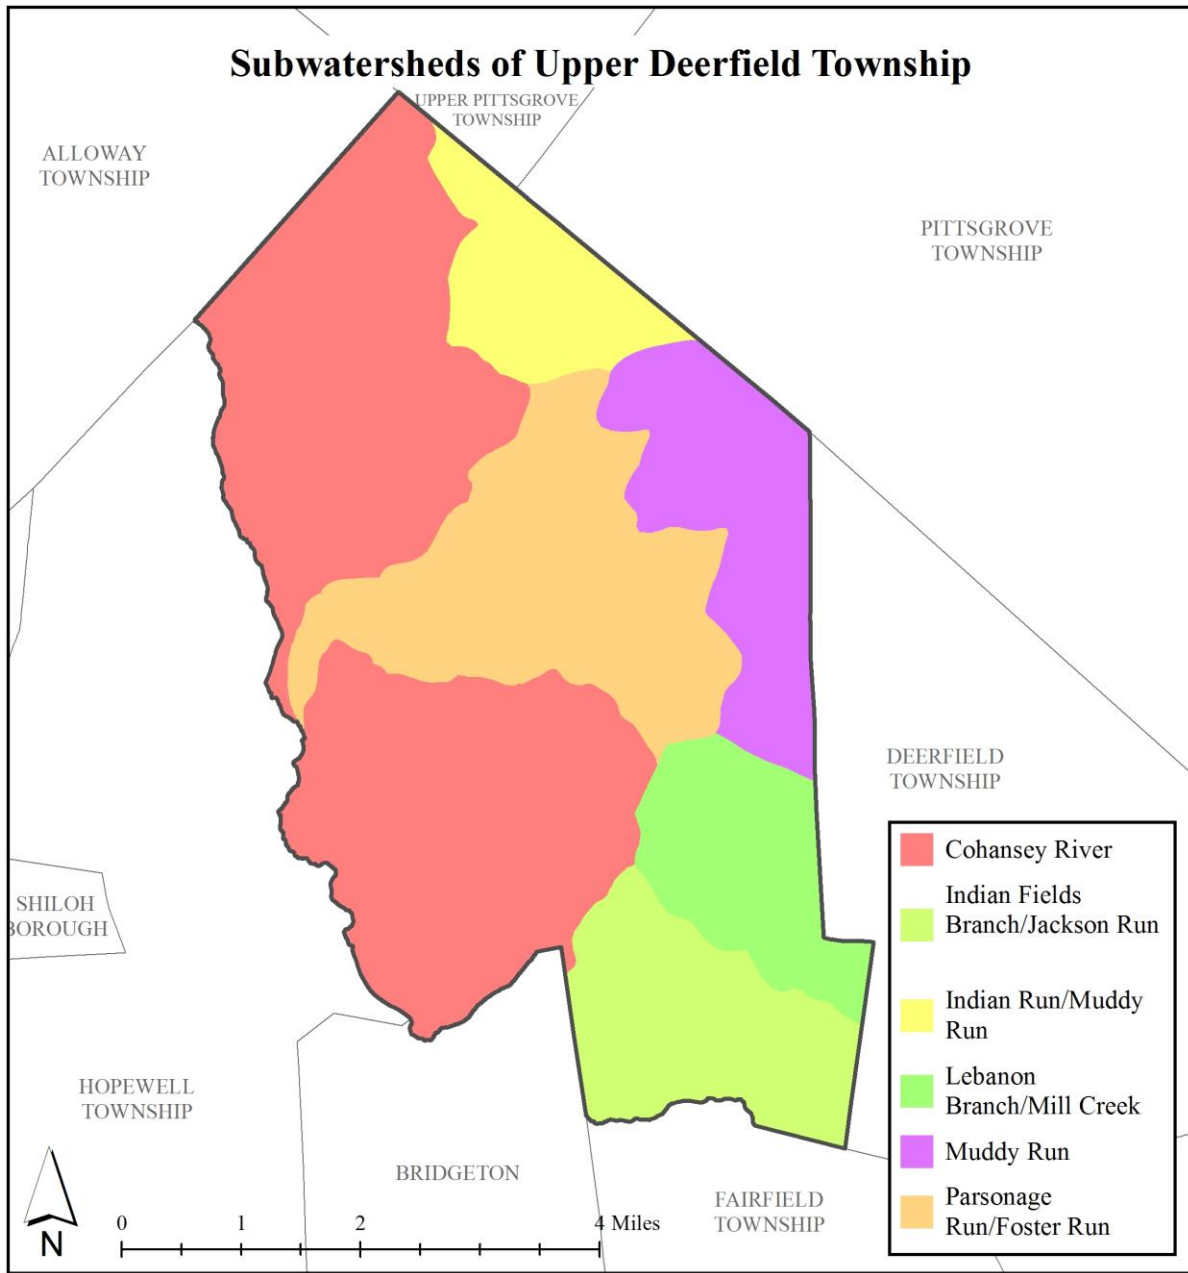 Subwatersheds of Upper Deerfield Township
UPPER PITTSGROVE
TOWNSHIP
ALLOWAY
TOWNSHIP
PITTSGROVE
TOWNSHIP
DEERFIELD
TOWNSHIP
SHILOH
BOROUGH
HOPEWELL
TOWNSHIP
BRIDGETON
FAIRFIELD
TOWNSHIP
Cohansey River
Indian Fields
Branch/Jackson Run
Indian Run/Muddy
Run
Lebanon
Branch/Mill Creek
Muddy Run
Parsonage
Run/Foster Run
N
0 1 2 4 Miles